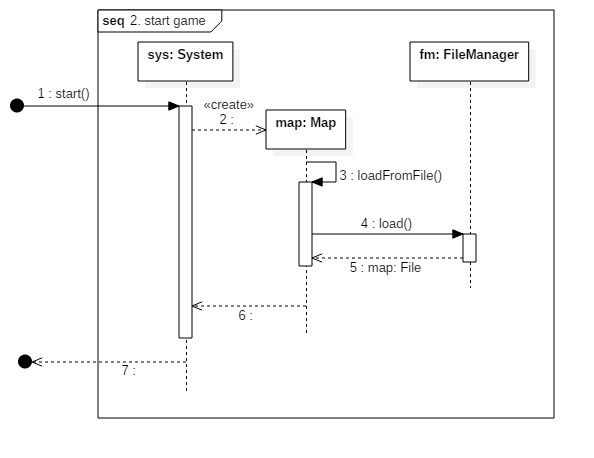 seq 2. start game
sys: System
fm: FileManager
1 : start()
«create»
2 :
map: Map
3 : loadFromFile()
4 : load()
5 : map: File
6 :
7 :